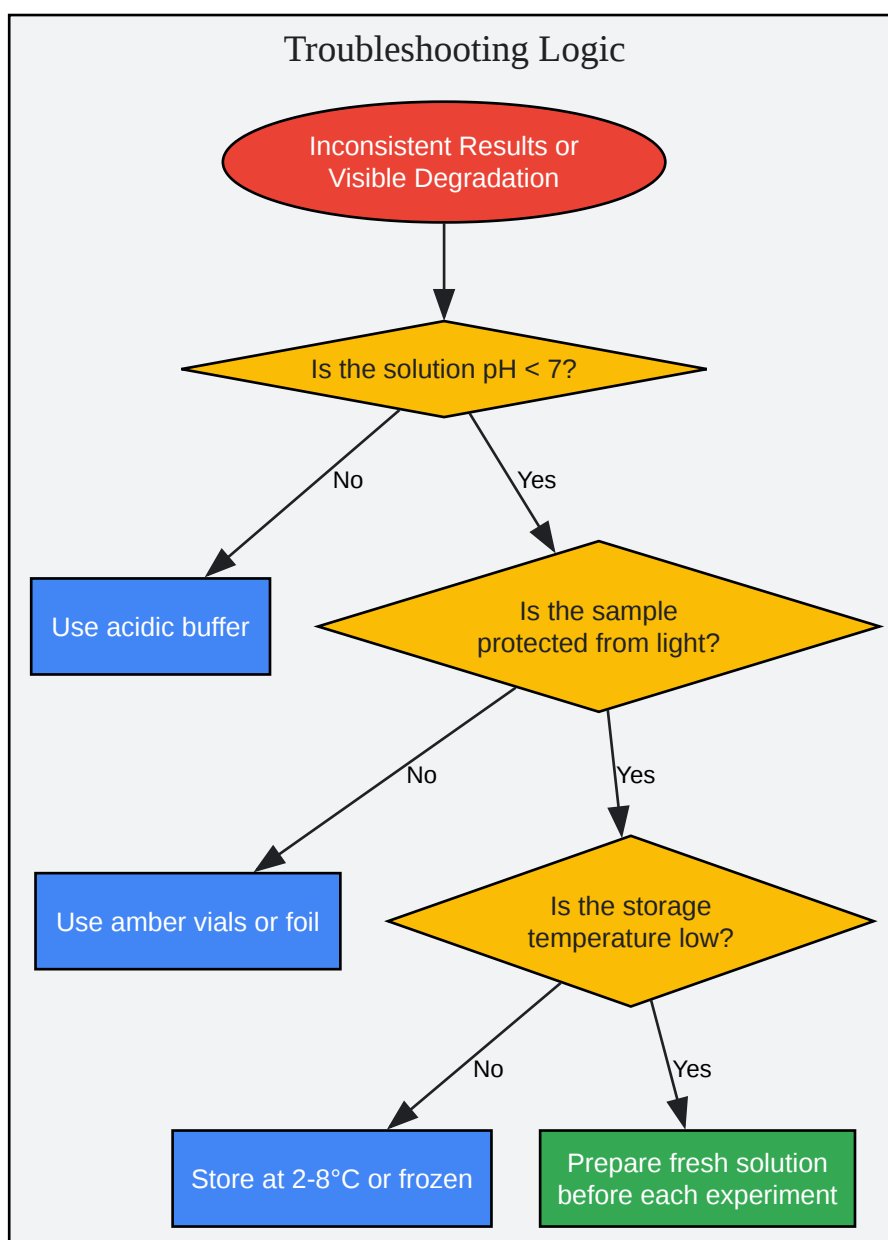 Troubleshooting Logic
Inconsistent Results or
Visible Degradation
Is the solution pH < 7?
No
Yes
Use acidic buffer
Is the sample
protected from light?
No
Yes
Use amber vials or foil
Is the storage
temperature low?
No
Yes
Store at 2-8°C or frozen
Prepare fresh solution
before each experiment